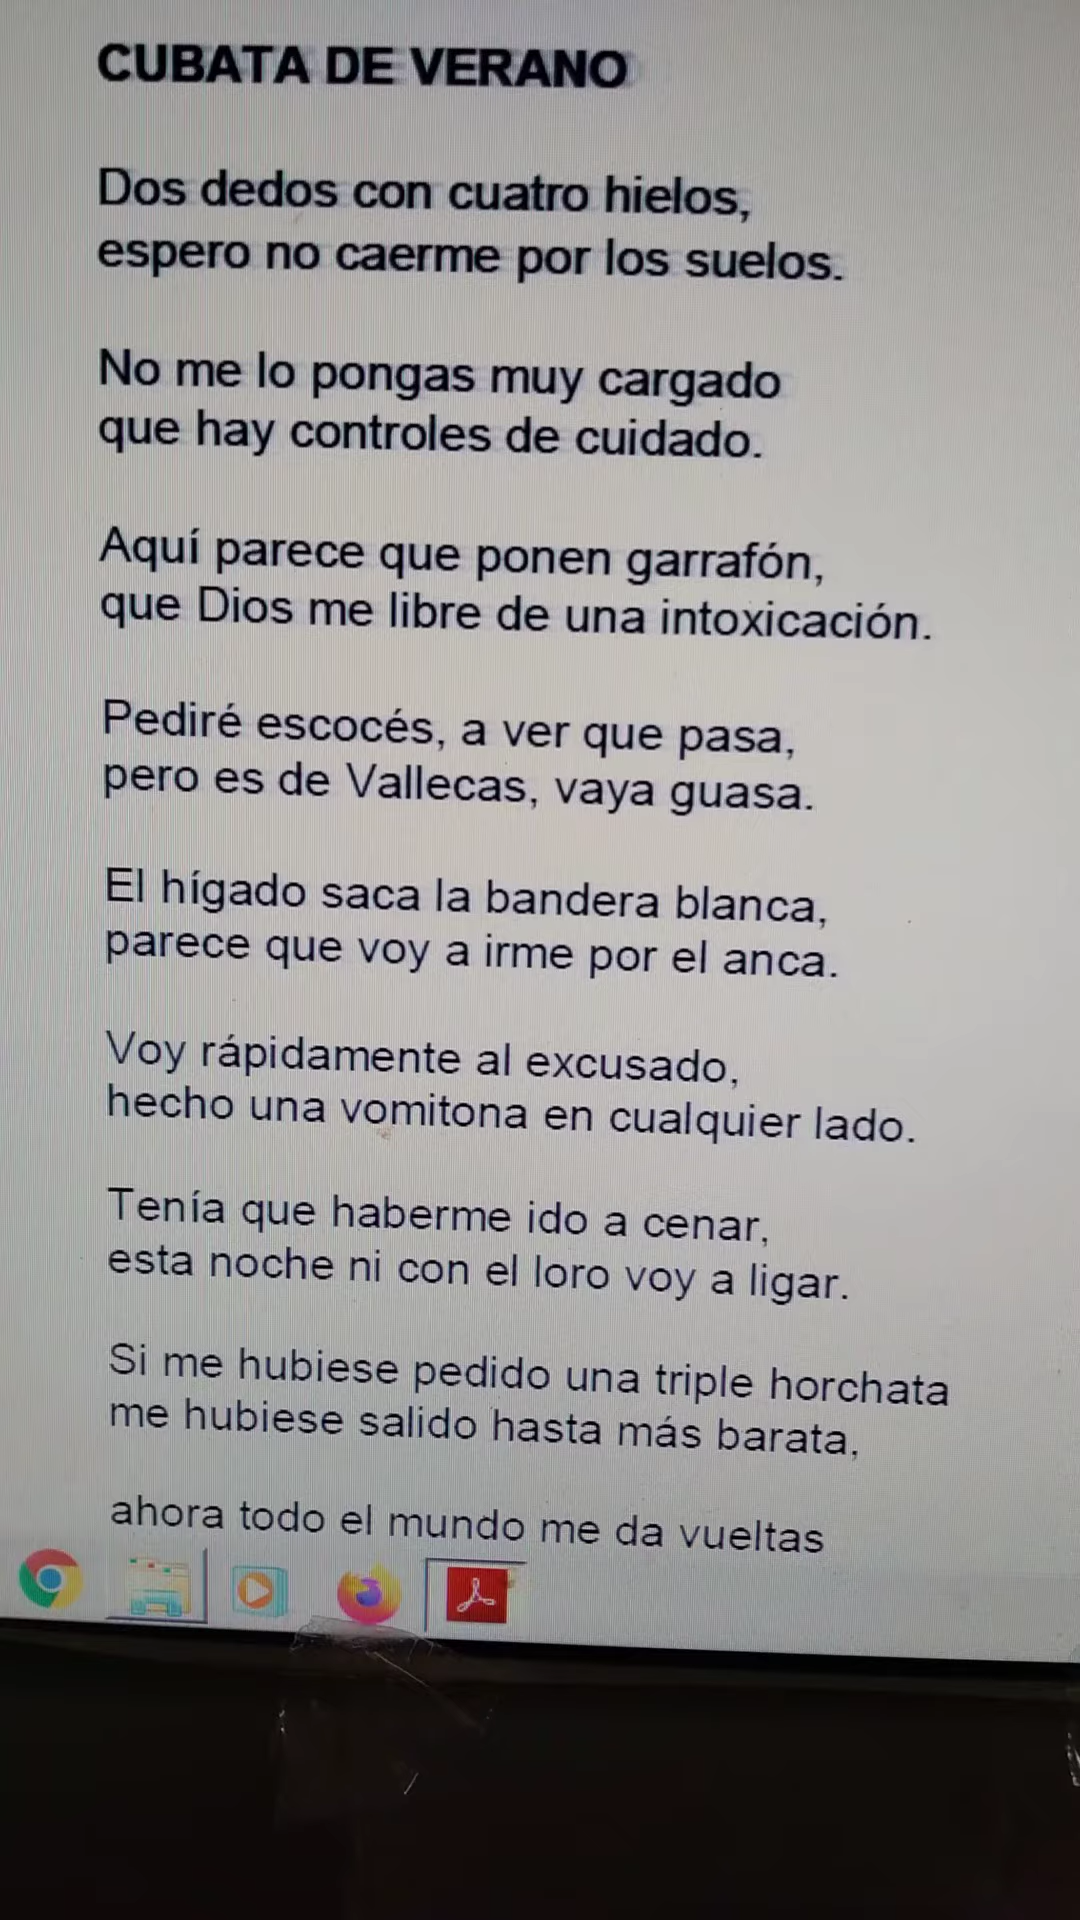 CUBATA DE VERANO
Dos dedos con cuatro hielos,
espero no caerme por los suelos.
No me lo pongas muy cargado
que hay controles de cuidado.
Aquí parece que ponen garrafón,
que Dios me libre de una intoxicación.
Pediré escocés, a ver que pasa,
pero es de Vallecas, vaya guasa.
El hígado saca la bandera blanca,
parece que voy a irme por el anca.
Voy rápidamente al excusado,
hecho una vomitona en cualquier lado.
Tenía que haberme ido a cenar,
esta noche ni con el loro voy a ligar.
Si me hubiese pedido una triple horchata
me hubiese salido hasta más barata,
ahora todo el mundo me da vueltas